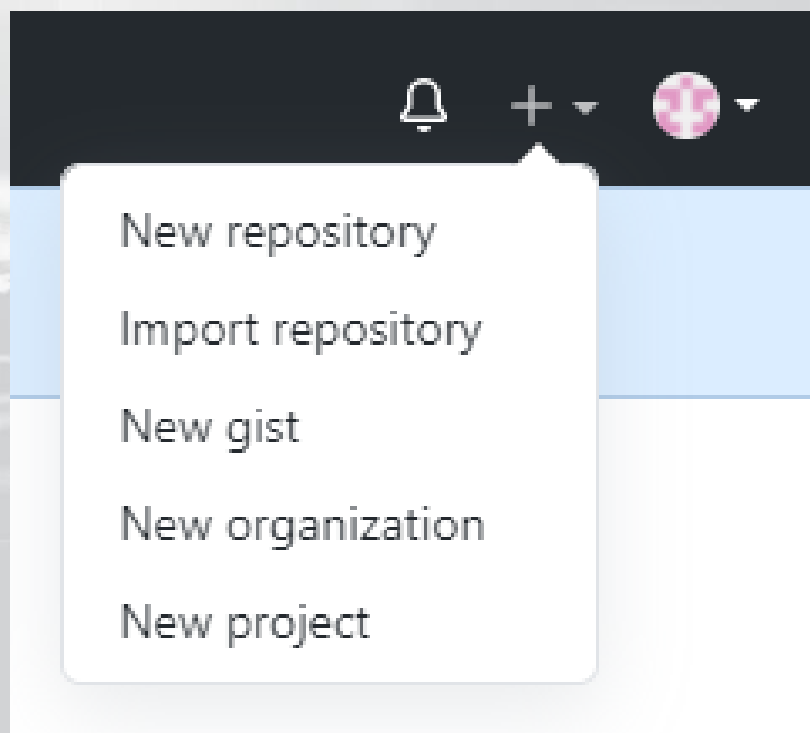 New repository
Import repository
New gist
New organization
New project